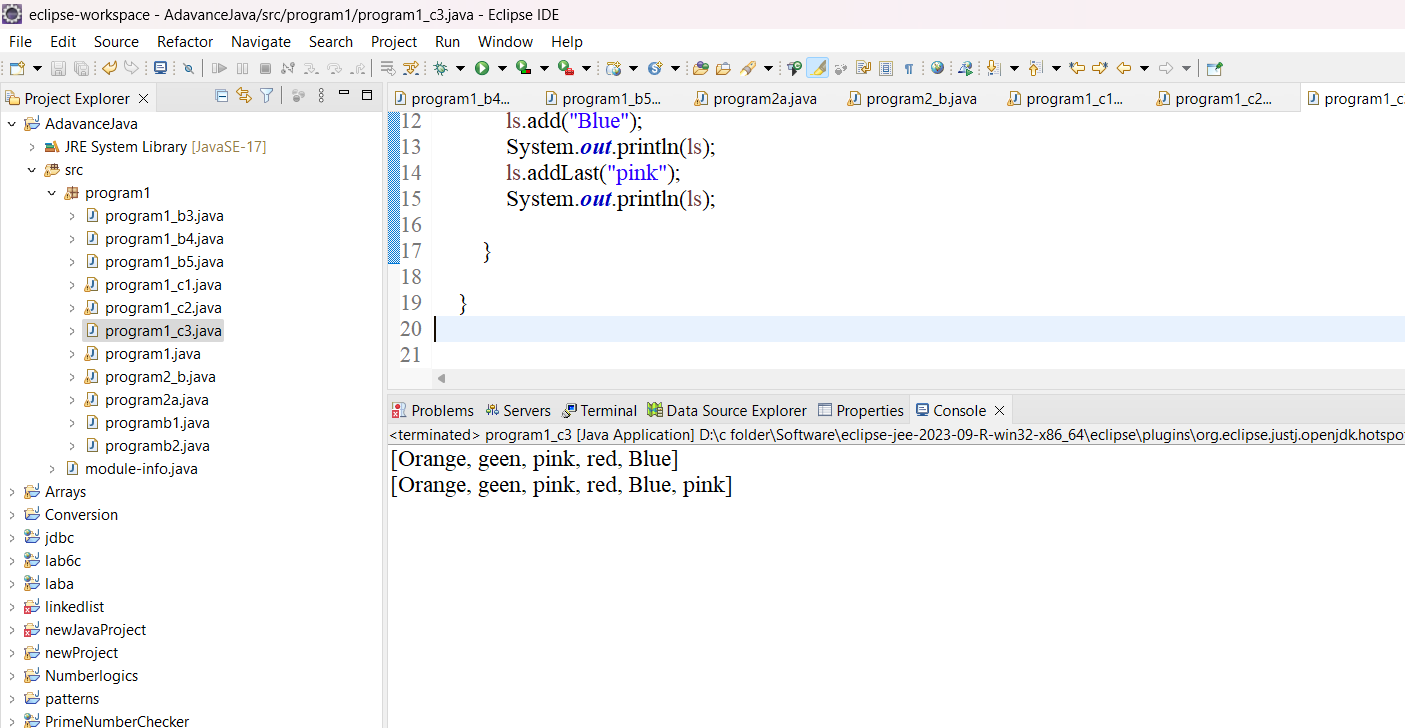 eclipse-workspace - AdavanceJava/src/program1/program1_c3.java - Eclipse IDE
File Edit Source Refactor Navigate Search Project Run Window Help
Project Explorer
AdavanceJava
JRE System Library [JavaSE-17]
src
program1
program1_b3.java
program1_b4.java
program1_b5.java
program1_c1.java
program1_c2.java
program1_c3.java
program1.java
program2_b.java
program2a.java
programb1.java
programb2.java
module-info.java
Arrays
Conversion
jdbc
lab6c
laba
linkedlist
newJavaProject
newProject
Numberlogics
patterns
PrimeNumberChecker
program1_b4... program1_b5... program2a.java program2_b.java program1_c1... program1_c2... program1_c
12 ls.add("Blue");
13 System.out.println(ls);
14 ls.addLast("pink");
15 System.out.println(ls);
16
17 }
18
19 }
20
21
Problems Servers Terminal Data Source Explorer Properties Console
<terminated> program1_c3 [Java Application] D:\c folder\Software\eclipse-jee-2023-09-R-win32-x86_64\eclipse\plugins\org.eclipse.justj.openjdk.hotspo
[Orange, geen, pink, red, Blue]
[Orange, geen, pink, red, Blue, pink]